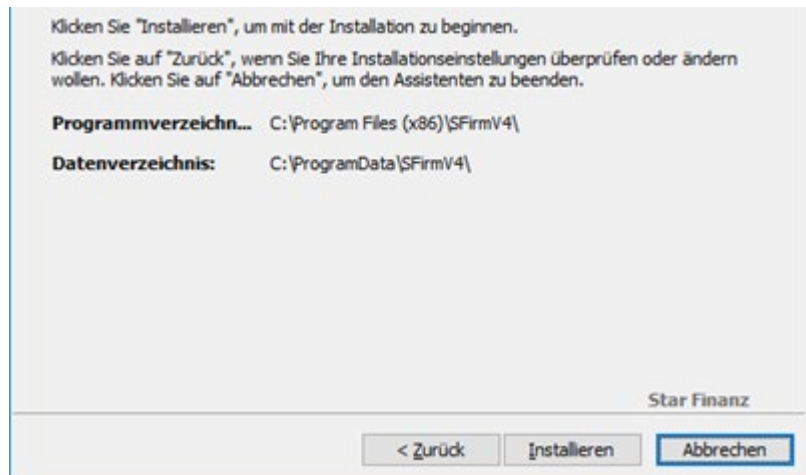 Klicken Sie "Installieren", um mit der Installation zu beginnen.
Klicken Sie auf "Zurück", wenn Sie Ihre Installationseinstellungen überprüfen oder ändern
wollen. Klicken Sie auf "Abbrechen", um den Assistenten zu beenden.
Programmverzeichn... C:\Program Files (x86)\SFirmV4\
Datenverzeichnis: C:\ProgramData\SFirmV4\
Star Finanz
< Zurück Installieren Abbrechen